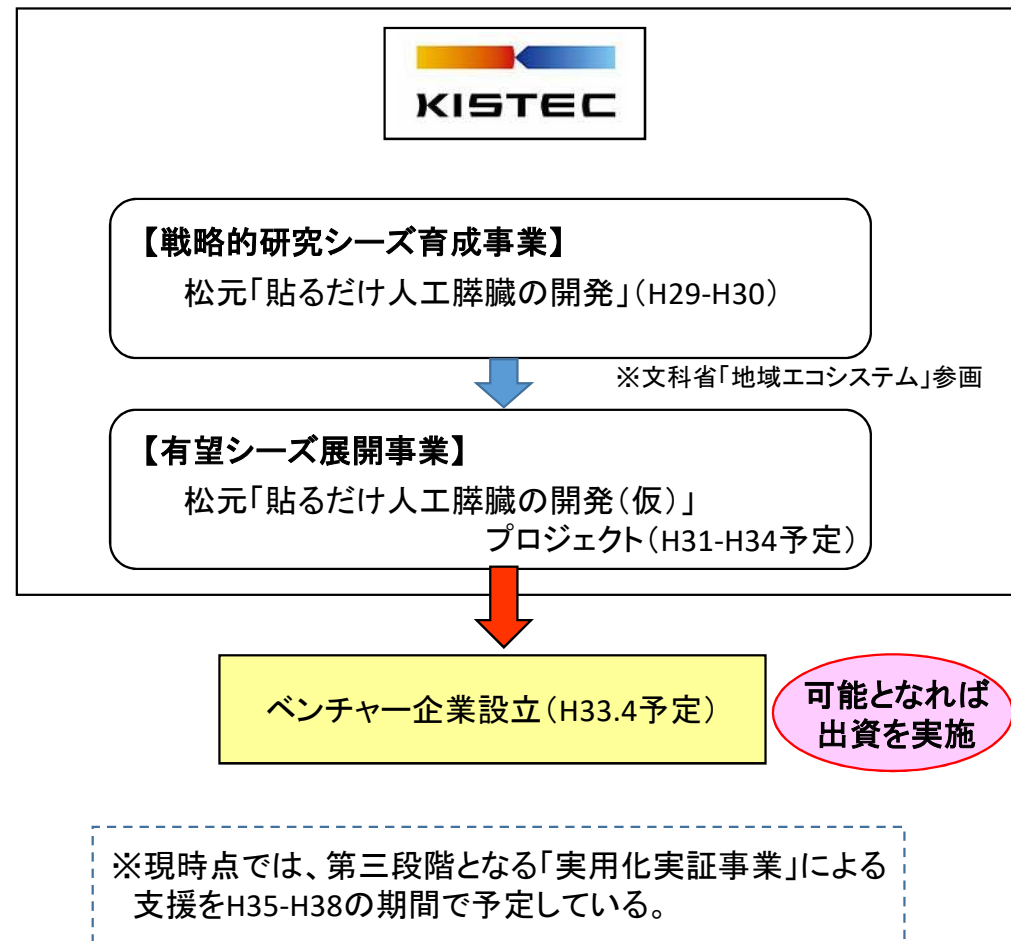 KISTEC
【戦略的研究シーズ育成事業】
松元「貼るだけ人工膵臓の開発」（H29-H30）
※文科省「地域エコシステム」参画
【有望シーズ展開事業】
松元「貼るだけ人工膵臓の開発（仮）」
プロジェクト（H31-H34予定）
ベンチャー企業設立（H33.4予定）
可能となれば
出資を実施
※現時点では、第三段階となる「実用化実証事業」による
支援をH35-H38の期間で予定している。